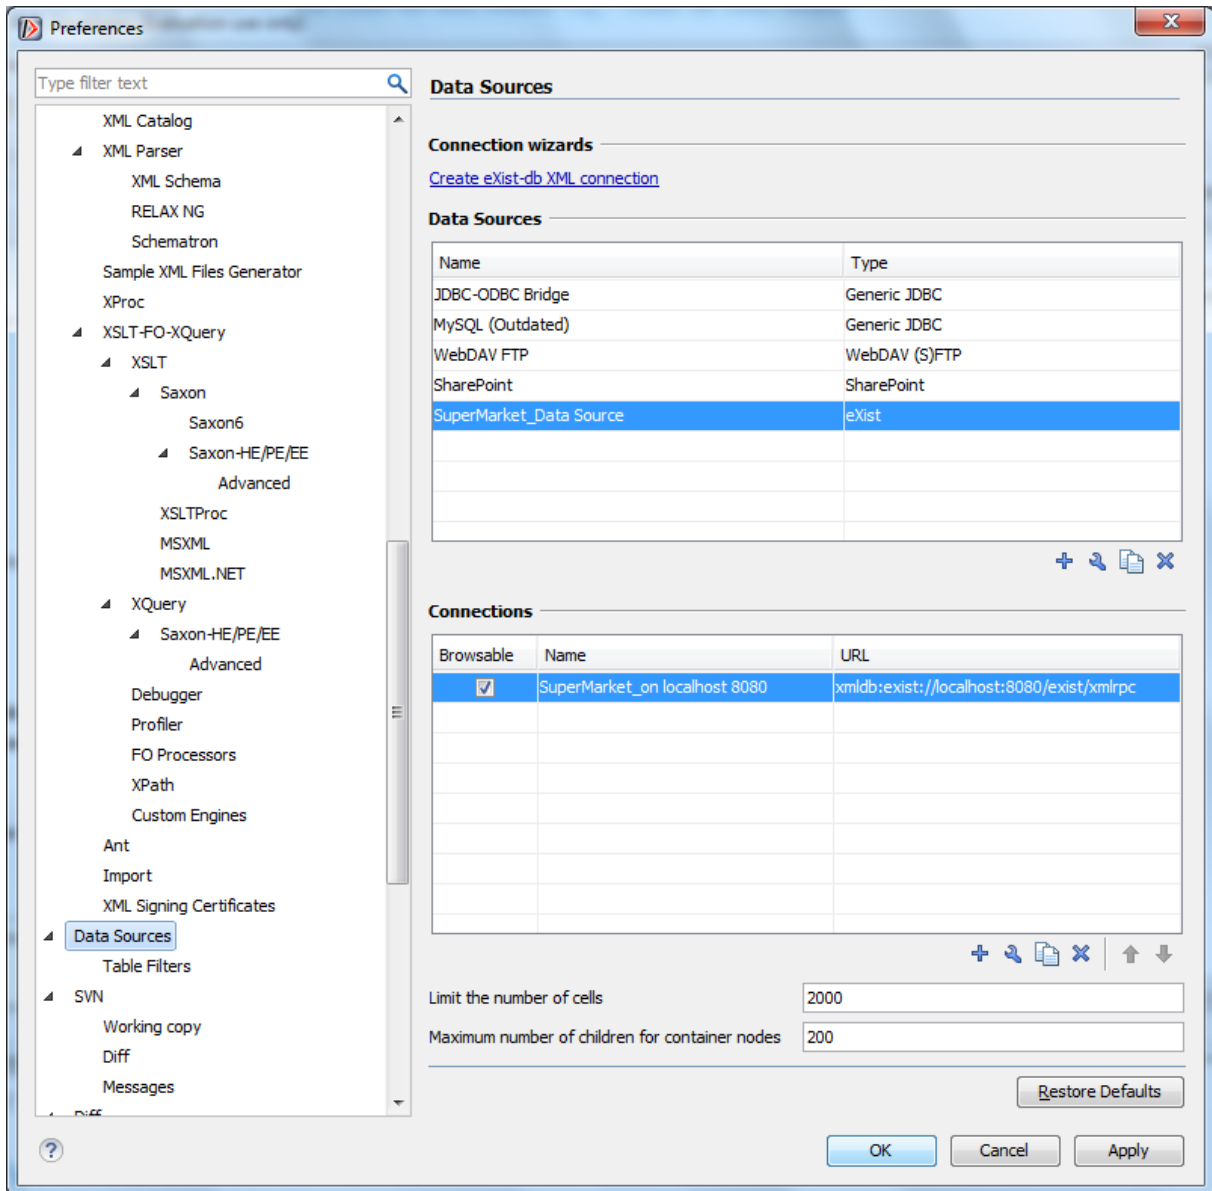 Preferences
Type filter text
XML Catalog
XML Parser
XML Schema
RELAX NG
Schematron
Sample XML Files Generator
XProc
XSLT-FO-XQuery
XSLT
Saxon
Saxon6
Saxon-HE/PE/EE
Advanced
XSLTProc
MSXML
MSXML.NET
XQuery
Saxon-HE/PE/EE
Advanced
Debugger
Profiler
FO Processors
XPath
Custom Engines
Ant
Import
XML Signing Certificates
Data Sources
Table Filters
SVN
Working copy
Diff
Messages
Diff
Data Sources
Connection wizards
Create eXist-db XML connection
Data Sources
Name Type
JDBC-ODBC Bridge Generic JDBC
MySQL (Outdated) Generic JDBC
WebDAV FTP WebDAV (S)FTP
SharePoint SharePoint
SuperMarket_Data Source eXist
Connections
Browsable Name URL
SuperMarket_on localhost 8080 xmldb:exist://localhost:8080/exist/xmlrpc
Limit the number of cells 2000
Maximum number of children for container nodes 200
Restore Defaults
OK Cancel Apply